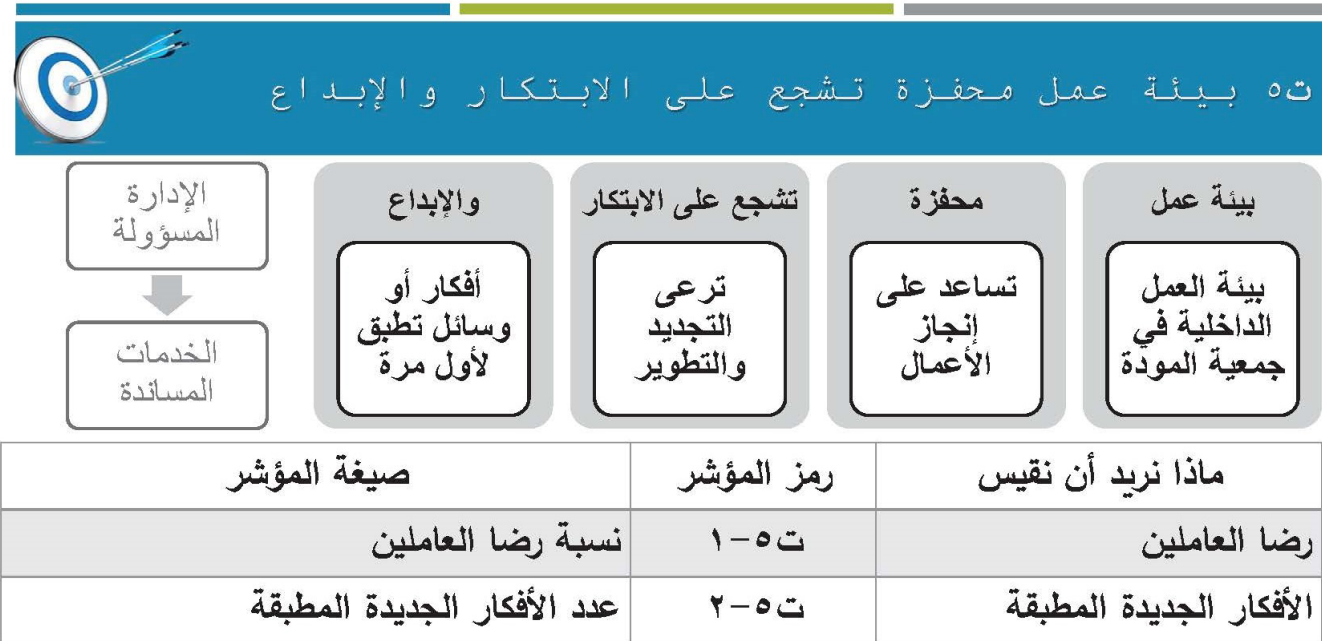 ت٥ بيئة عمل محفزة تشجع على الابتكار والإبداع
بيئة عمل
بيئة العمل
الداخلية في
جمعية المودة
محفزة
تساعد على
إنجاز
الأعمال
تشجع على الابتكار
ترعى
التجديد
والتطوير
والإبداع
أفكار أو
وسائل تطبق
لأول مرة
الإدارة
المسؤولة
الخدمات
المساندة
ماذا نريد أن نقيس رمز المؤشر صيغة المؤشر
رضا العاملين ت٥-١ نسبة رضا العاملين
الأفكار الجديدة المطبقة ت٥-٢ عدد الأفكار الجديدة المطبقة